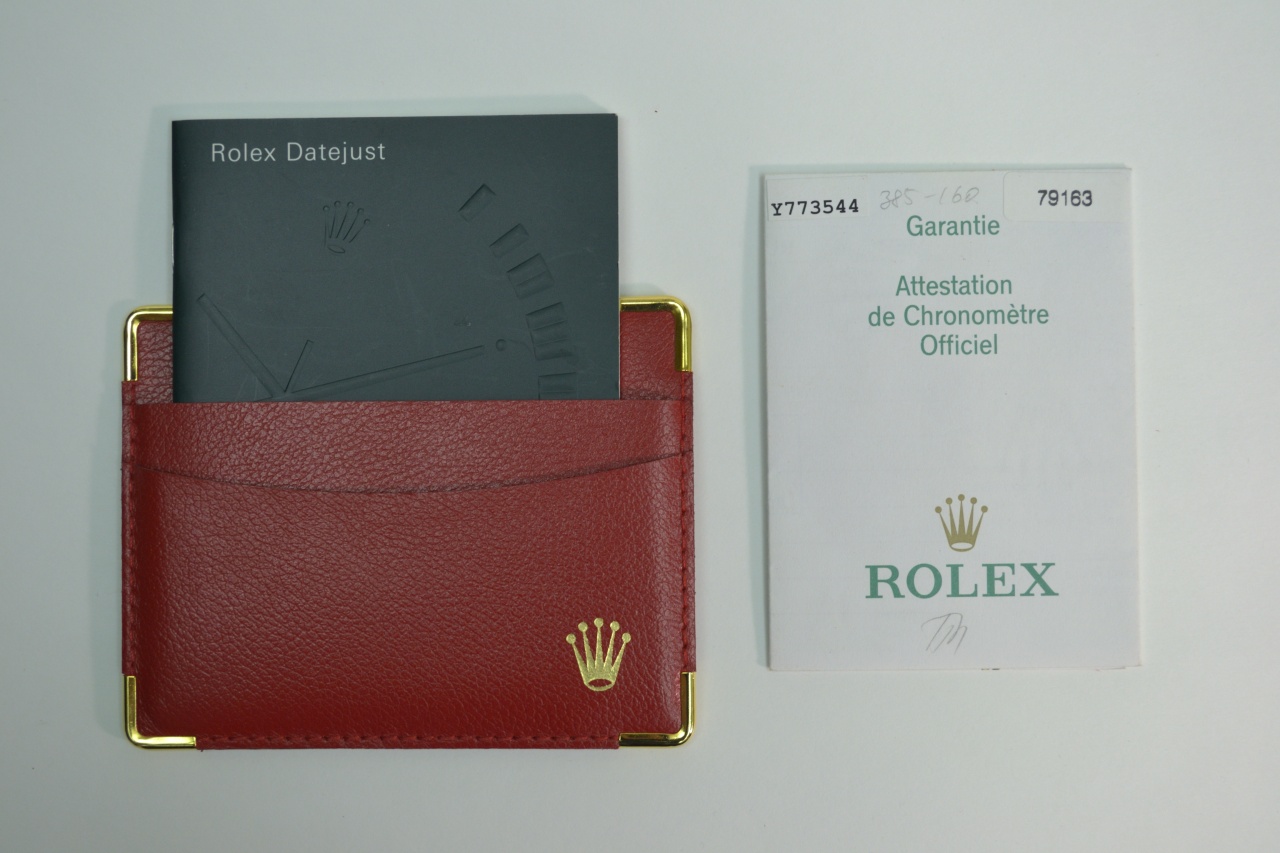 Rolex Datejust
Y773544 385-160 79163
Garantie
Attestation
de Chronomètre
Officiel
ROLEX